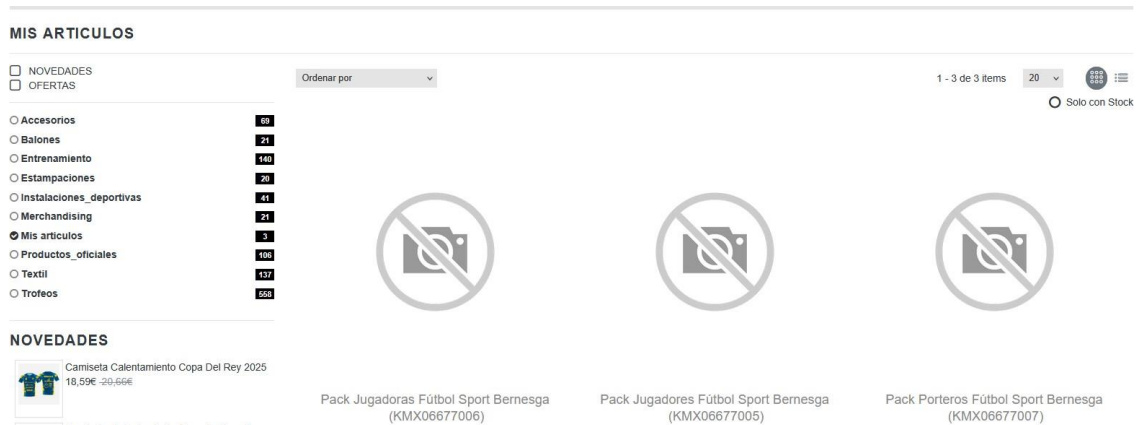 MIS ARTICULOS
NOVEDADES
OFERTAS
Accesorios 69
Balones 21
Entrenamiento 140
Estampaciones 20
Instalaciones_deportivas 41
Merchandising 21
Mis articulos 3
Productos_oficiales 106
Textil 137
Trofeos 558
NOVEDADES
Camiseta Calentamiento Copa Del Rey 2025
18,59€ 20,66€
Ordenar por
1 - 3 de 3 items 20
Solo con Stock
Pack Jugadoras Fútbol Sport Bernesga
(KMX06677006)
Pack Jugadores Fútbol Sport Bernesga
(KMX06677005)
Pack Porteros Fútbol Sport Bernesga
(KMX06677007)